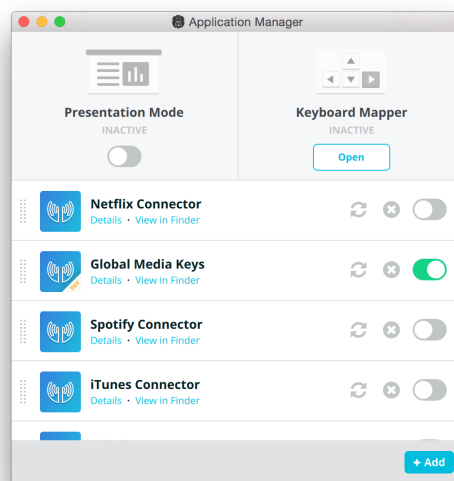 Application Manager
Presentation Mode
INACTIVE
Keyboard Mapper
INACTIVE
Open
Netflix Connector
Details · View in Finder
Global Media Keys
Details · View in Finder
DEV
Spotify Connector
Details · View in Finder
iTunes Connector
Details · View in Finder
+ Add